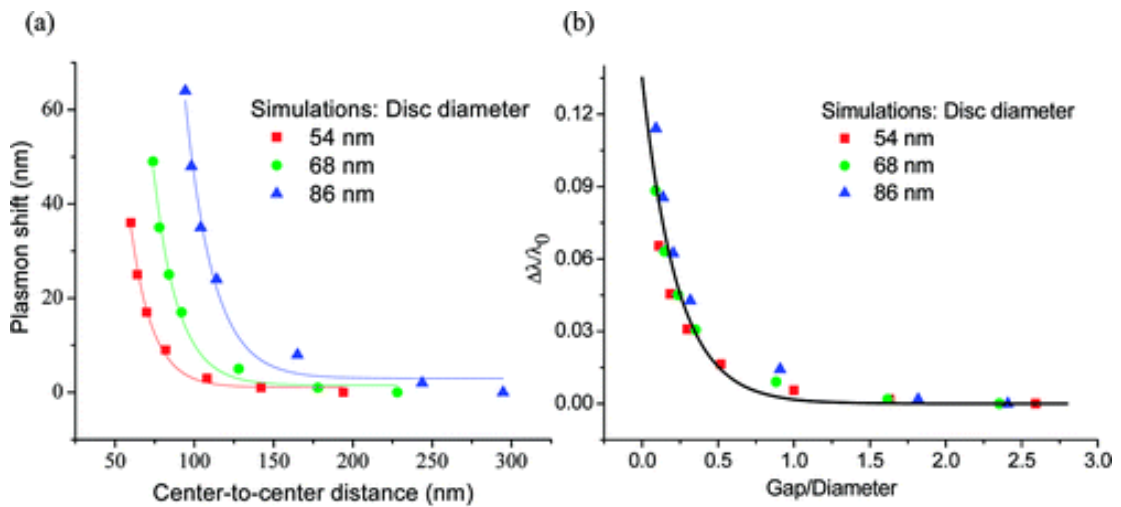 (a)
Plasmon shift (nm)
60
40
20
0
Simulations: Disc diameter
54 nm
68 nm
86 nm
50 100 150 200 250 300
Center-to-center distance (nm)
(b)
Δλ/λ0
0.12
0.09
0.06
0.03
0.00
Simulations: Disc diameter
54 nm
68 nm
86 nm
0.0 0.5 1.0 1.5 2.0 2.5 3.0
Gap/Diameter